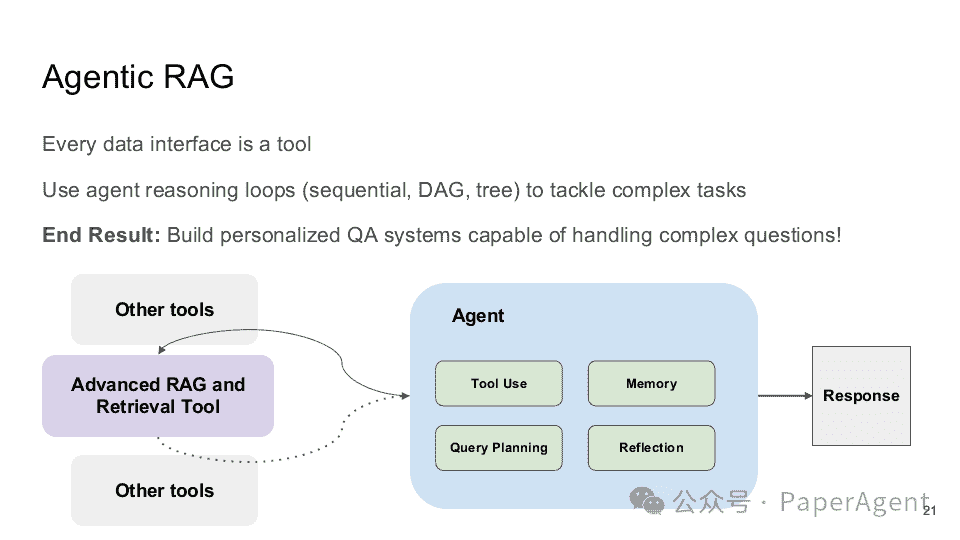 Agentic RAG
Every data interface is a tool
Use agent reasoning loops (sequential, DAG, tree) to tackle complex tasks
End Result: Build personalized QA systems capable of handling complex questions!
Other tools
Advanced RAG and
Retrieval Tool
Other tools
Agent
Tool Use
Memory
Query Planning
Reflection
Response
公众号 · PaperAgent
21